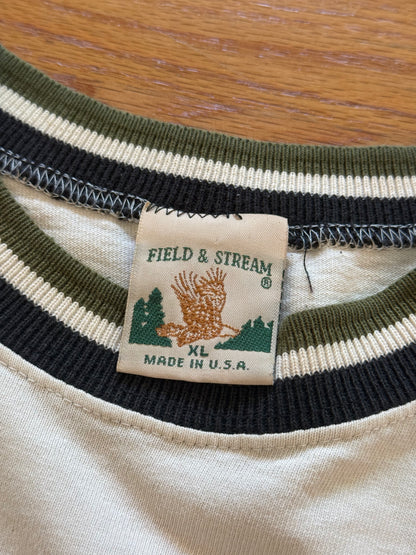 FIELD & STREAM
®
XL
MADE IN U.S.A.